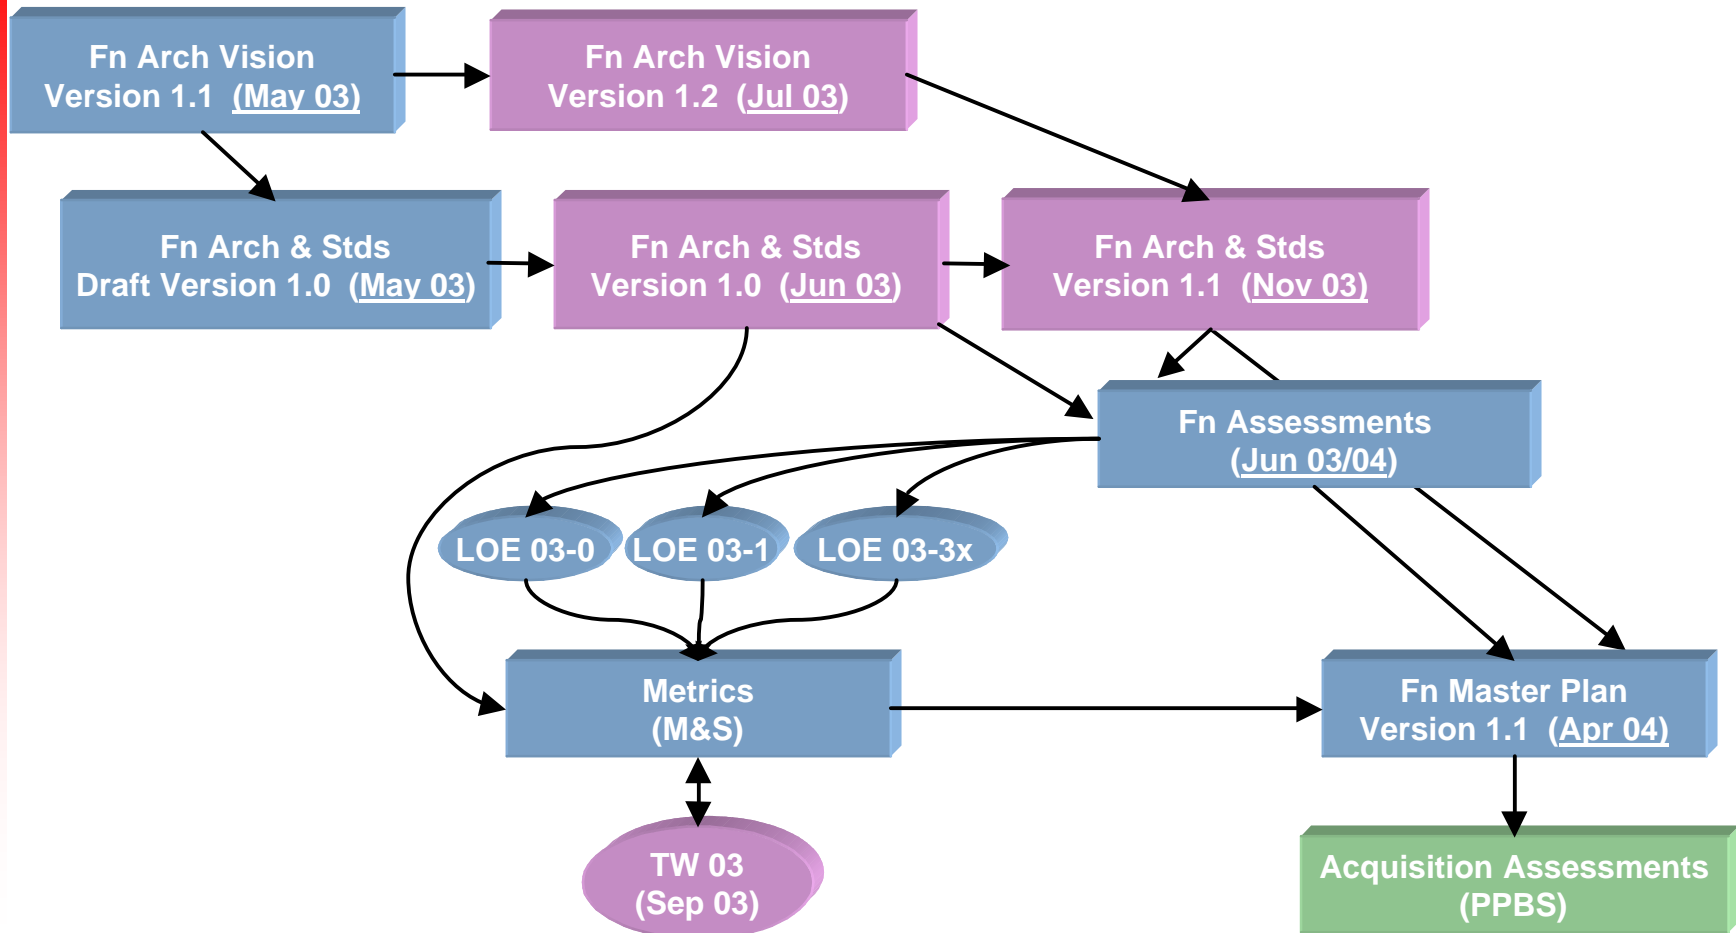 Fn Arch Vision
Version 1.1 (May 03)
Fn Arch Vision
Version 1.2 (Jul 03)
Fn Arch & Stds
Draft Version 1.0 (May 03)
Fn Arch & Stds
Version 1.0 (Jun 03)
Fn Arch & Stds
Version 1.1 (Nov 03)
Fn Assessments
(Jun 03/04)
LOE 03-0
LOE 03-1
LOE 03-3x
Metrics
(M&S)
Fn Master Plan
Version 1.1 (Apr 04)
TW 03
(Sep 03)
Acquisition Assessments
(PPBS)